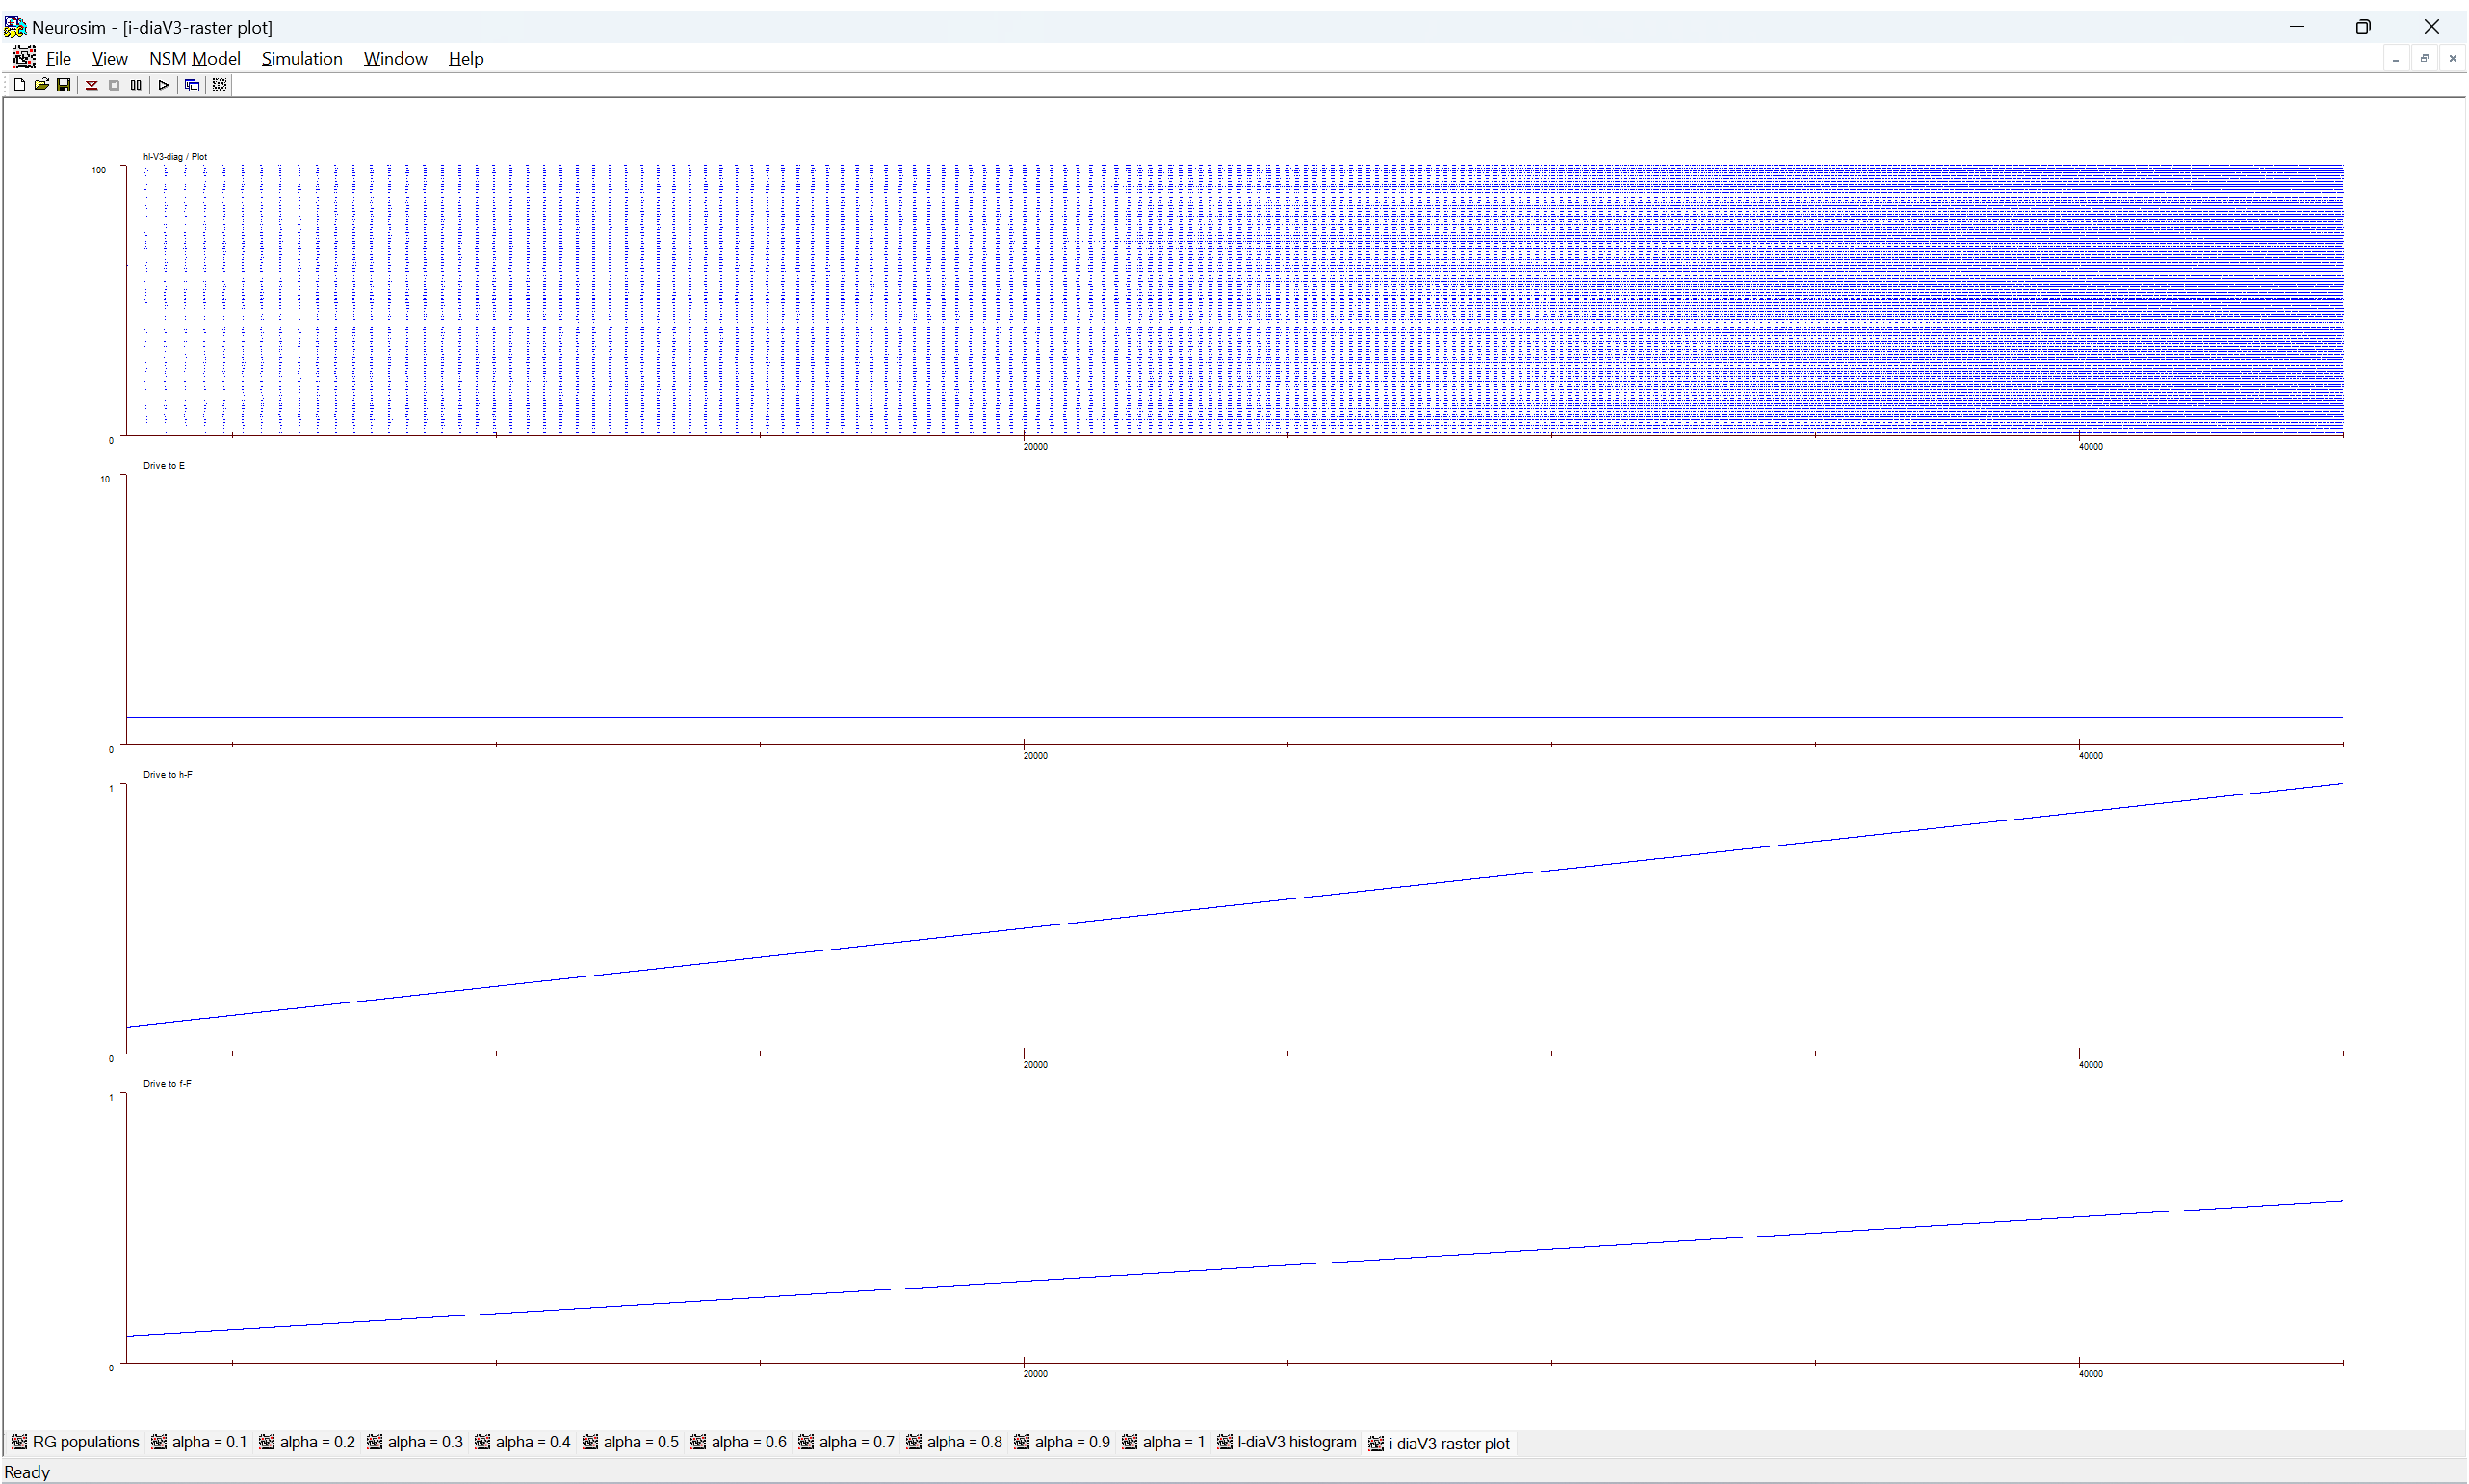 Neurosim - [i-diaV3-raster plot]
File View NSM Model Simulation Window Help
hI-V3-diag / Plot
100
0
20000 40000
Drive to E
10
0
20000 40000
Drive to h-F
1
0
20000 40000
Drive to f-F
1
0
20000 40000
RG populations alpha = 0.1 alpha = 0.2 alpha = 0.3 alpha = 0.4 alpha = 0.5 alpha = 0.6 alpha = 0.7 alpha = 0.8 alpha = 0.9 alpha = 1 I-diaV3 histogram i-diaV3-raster plot
Ready